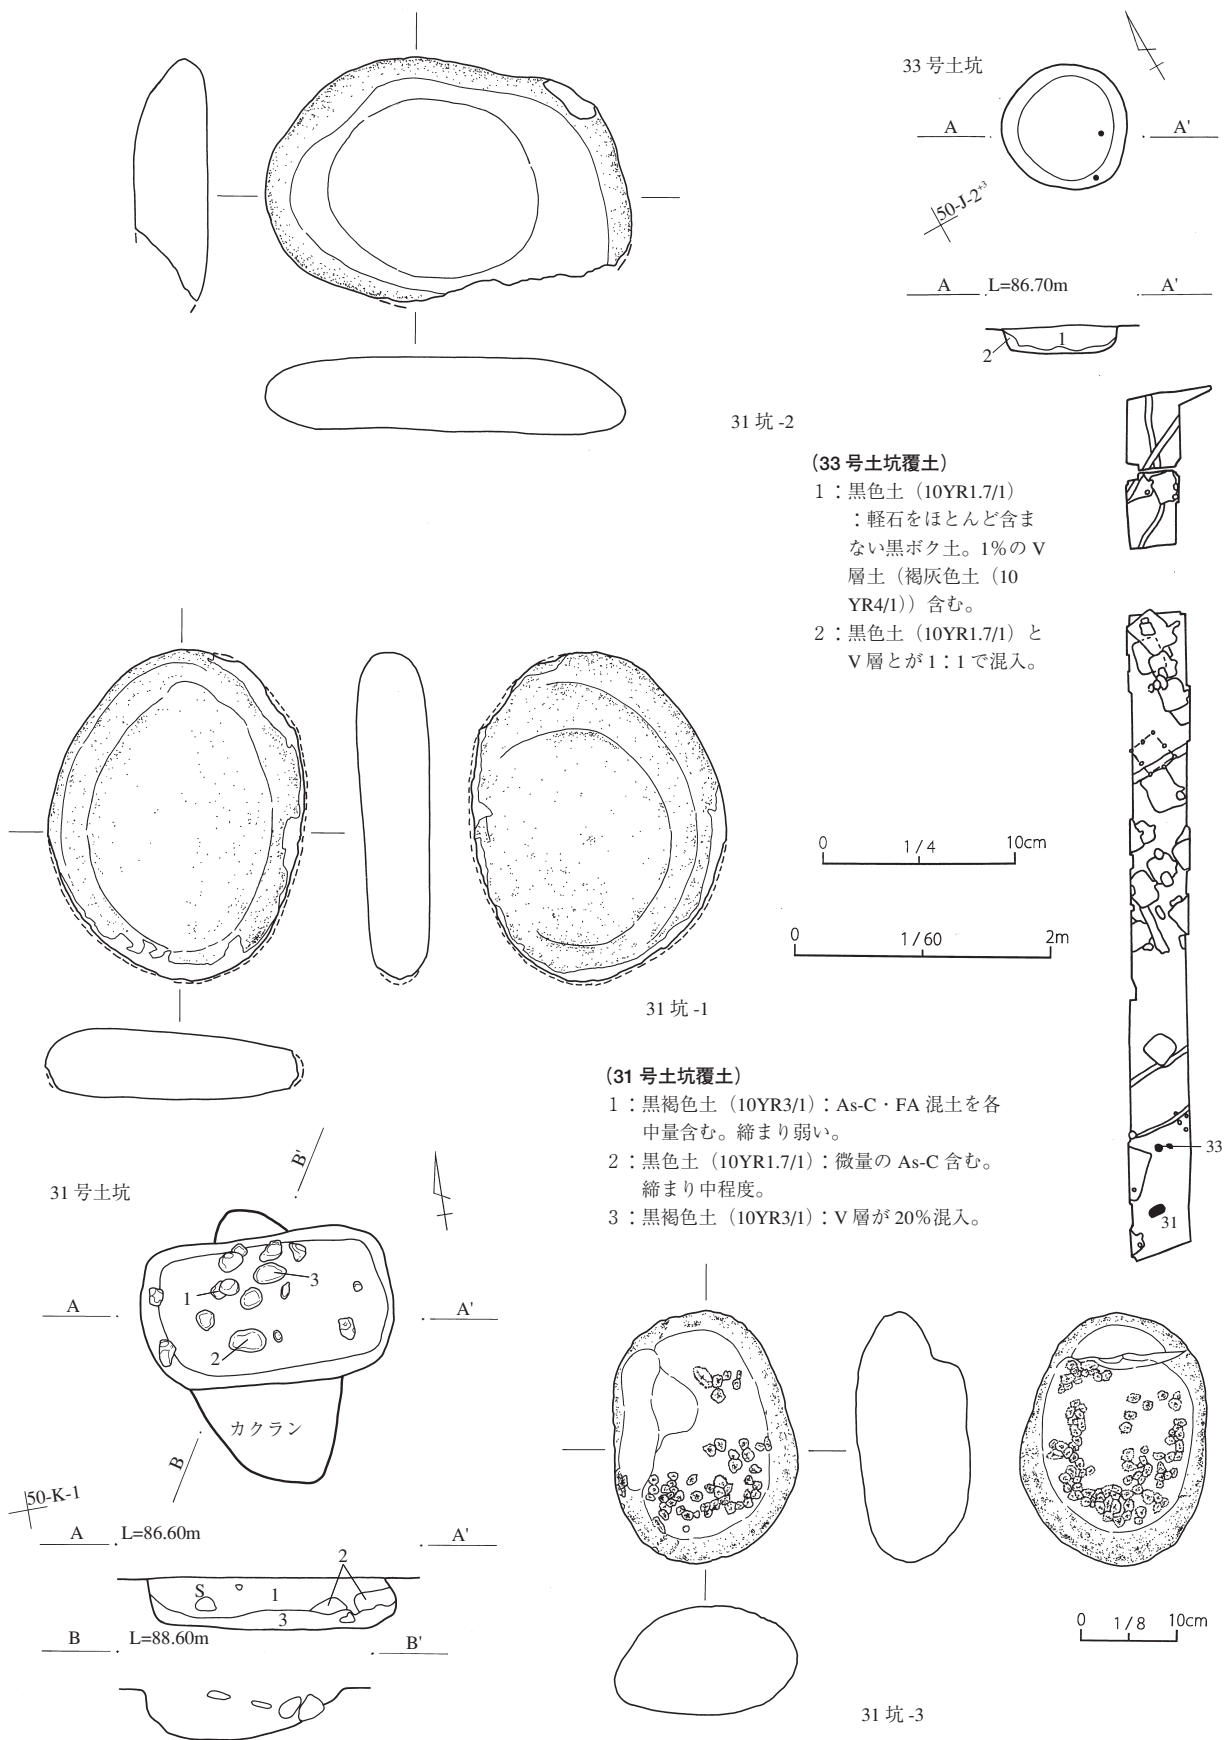 33 号土坑
A
A'
50-J-2+3
A
L=86.70m
A'
1
2
31 坑 -2
（33 号土坑覆土）
1：黒色土（10YR1.7/1）
：軽石をほとんど含ま
ない黒ボク土。1％の V
層土（褐灰色土（10
YR4/1））含む。
2：黒色土（10YR1.7/1）と
V 層とが 1：1 で混入。
0 1/4 10cm
0 1/60 2m
31 坑 -1
（31 号土坑覆土）
1：黒褐色土（10YR3/1）：As-C・FA 混土を各
中量含む。締まり弱い。
2：黒色土（10YR1.7/1）：微量の As-C 含む。
締まり中程度。
3：黒褐色土（10YR3/1）：V 層が 20％混入。
33
31
31 号土坑
B'
A
A'
1
3
2
カクラン
B
50-K-1
A
L=86.60m
A'
2
S
1
3
B
L=88.60m
B'
0 1/8 10cm
31 坑 -3